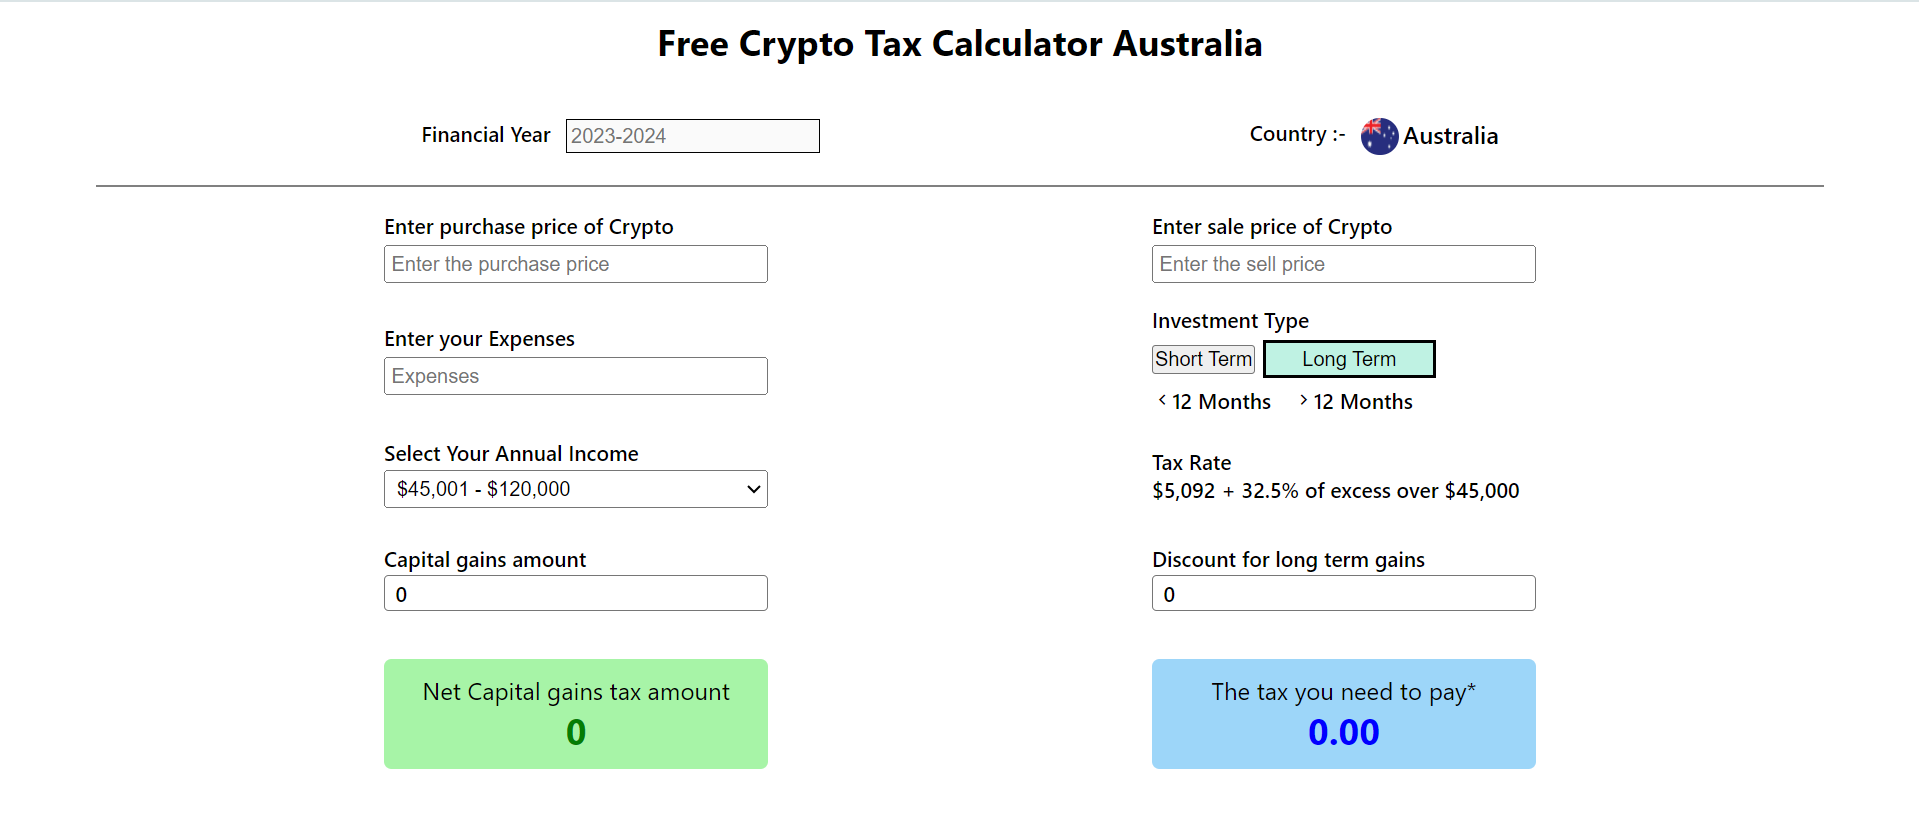 Free Crypto Tax Calculator Australia
Financial Year 2023-2024
Country :- Australia
Enter purchase price of Crypto
Enter the purchase price
Enter sale price of Crypto
Enter the sell price
Enter your Expenses
Expenses
Investment Type
Short Term Long Term
< 12 Months > 12 Months
Select Your Annual Income
$45,001 - $120,000
Tax Rate
$5,092 + 32.5% of excess over $45,000
Capital gains amount
0
Discount for long term gains
0
Net Capital gains tax amount
0
The tax you need to pay*
0.00